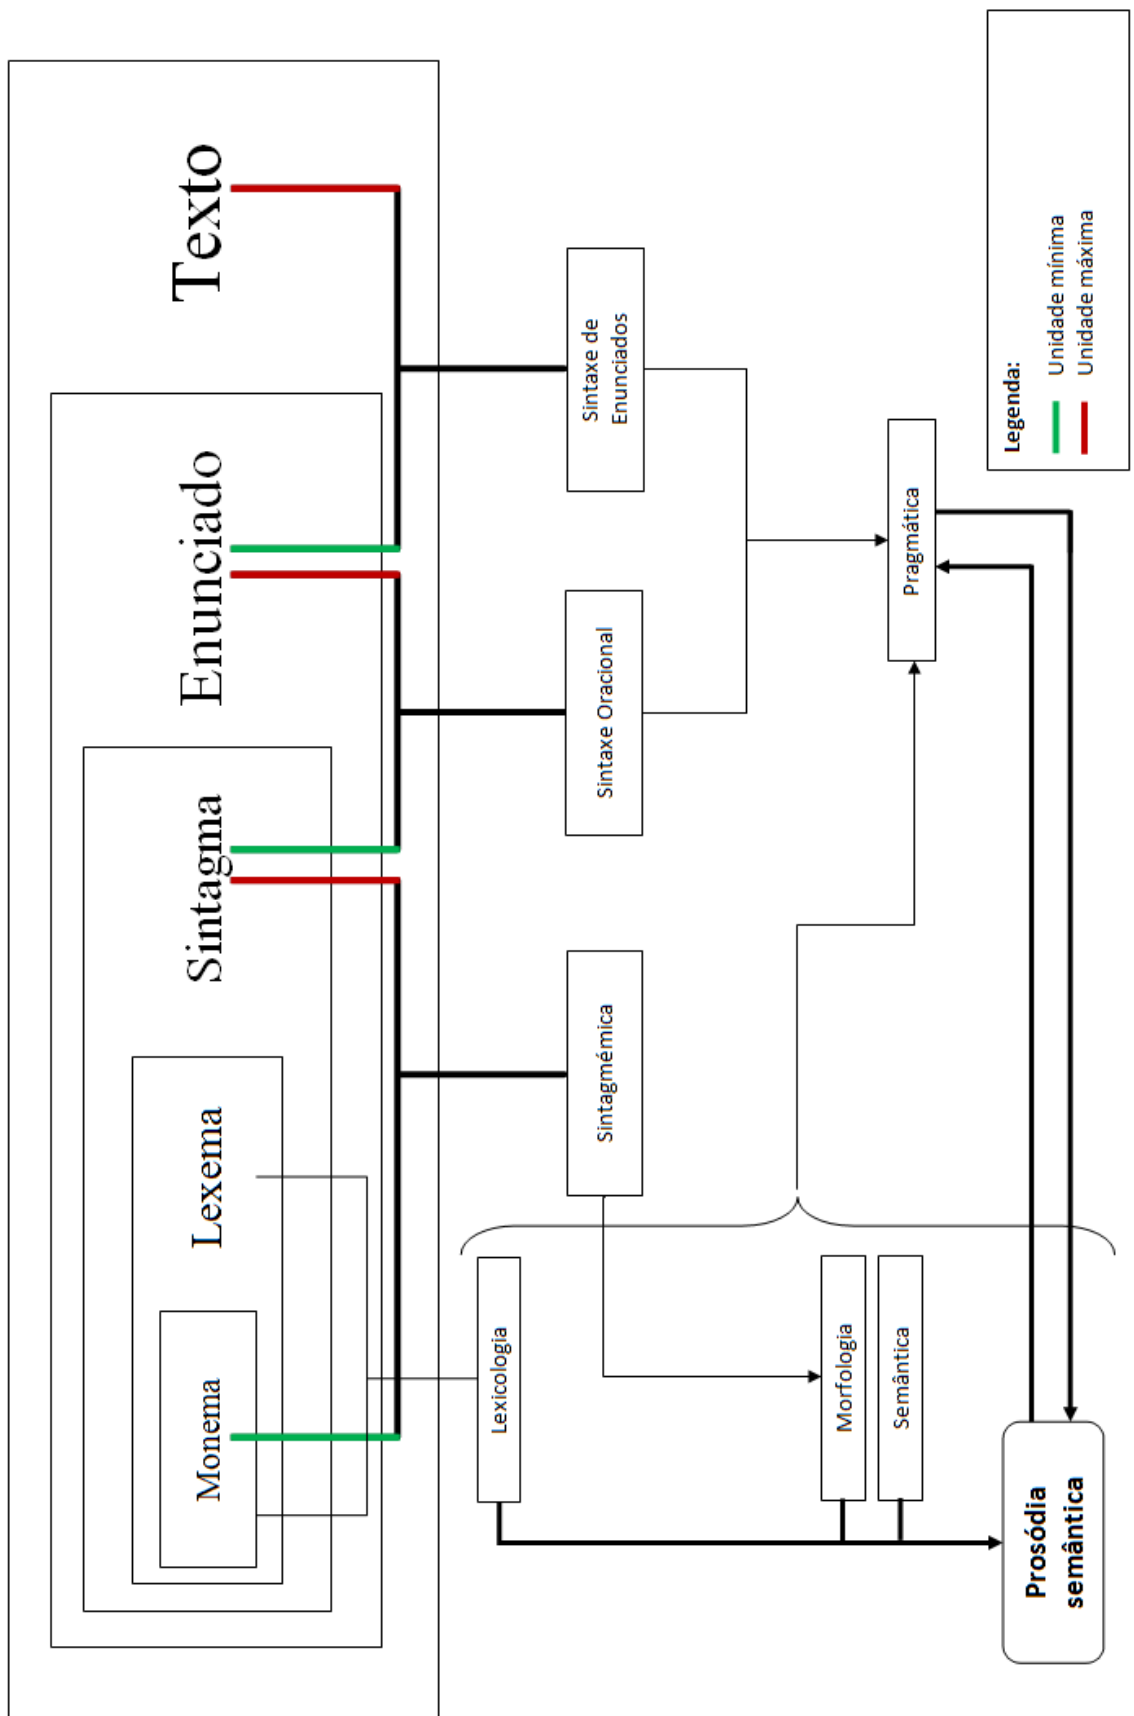 Monema
Lexema
Sintagma
Enunciado
Texto
Lexicologia
Sintagmémica
Sintaxe Oracional
Sintaxe de
Enunciados
Morfologia
Semântica
Pragmática
Prosódia
semântica
Legenda:
Unidade mínima
Unidade máxima